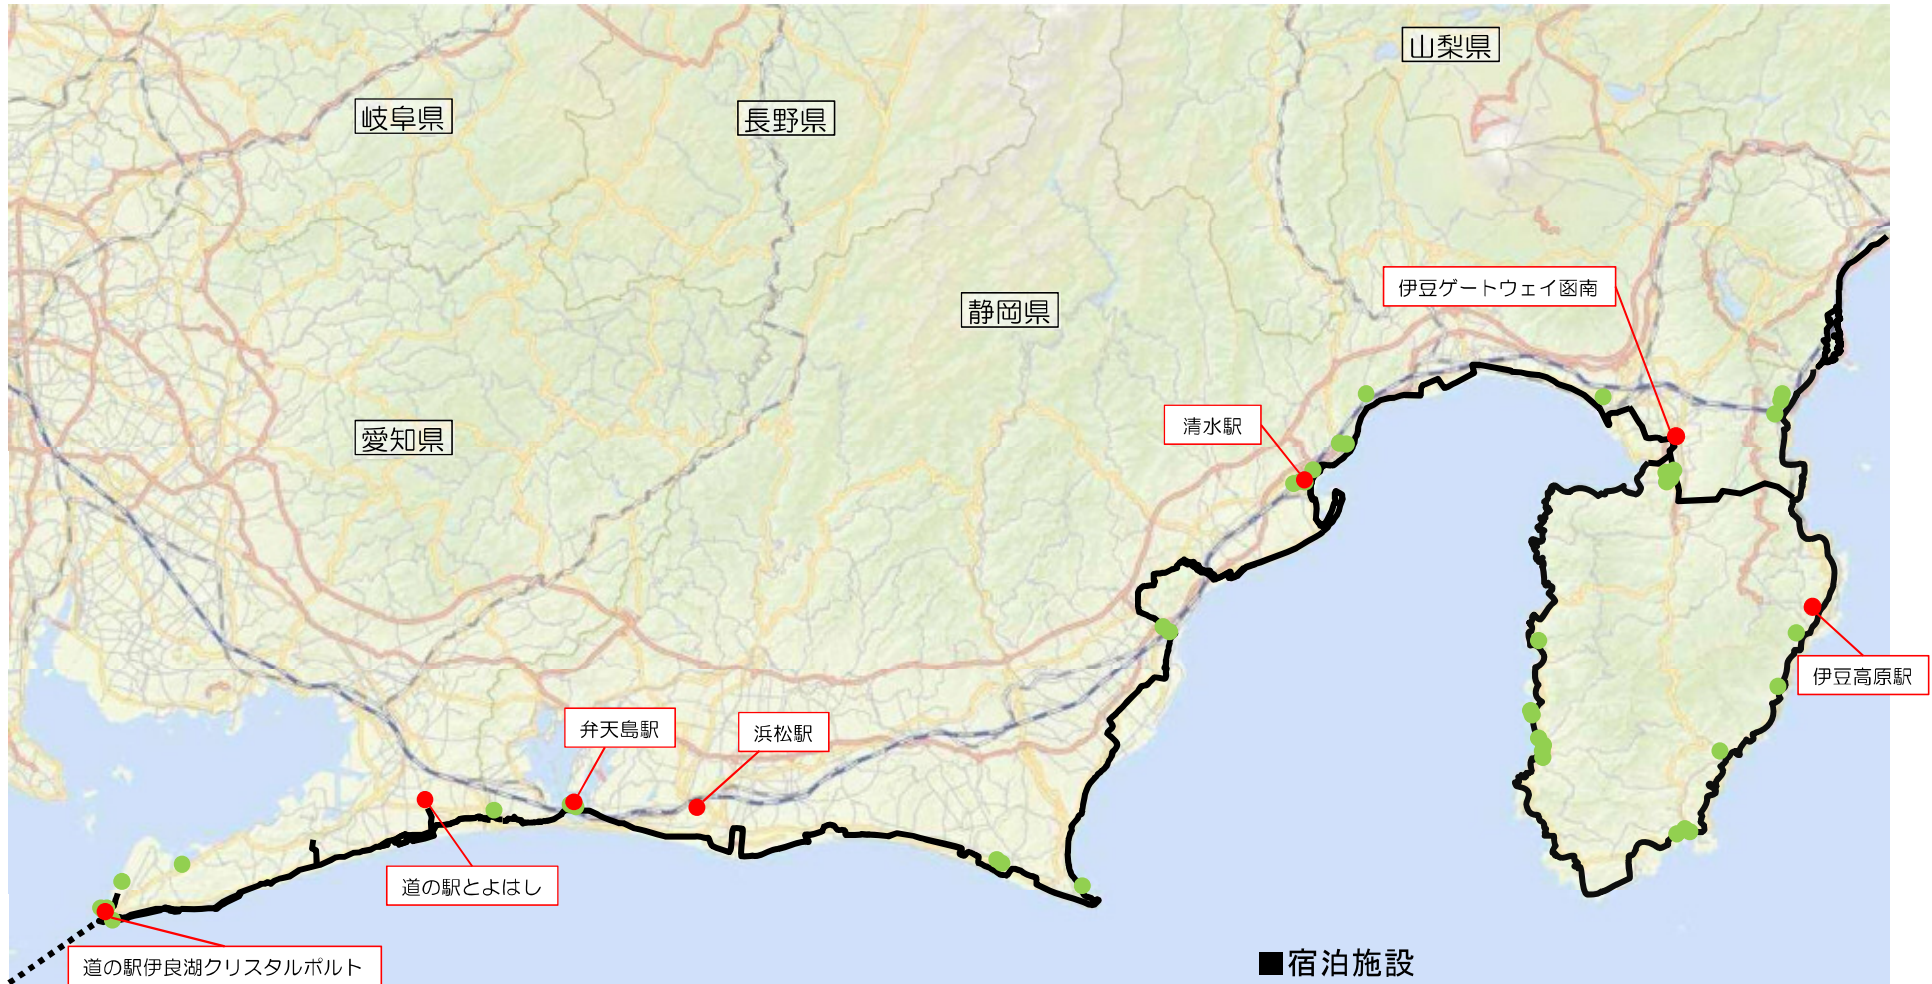 山梨県
岐阜県
長野県
伊豆ゲートウェイ函南
静岡県
清水駅
愛知県
伊豆高原駅
弁天島駅
浜松駅
道の駅とよはし
道の駅伊良湖クリスタルポルト
■宿泊施設